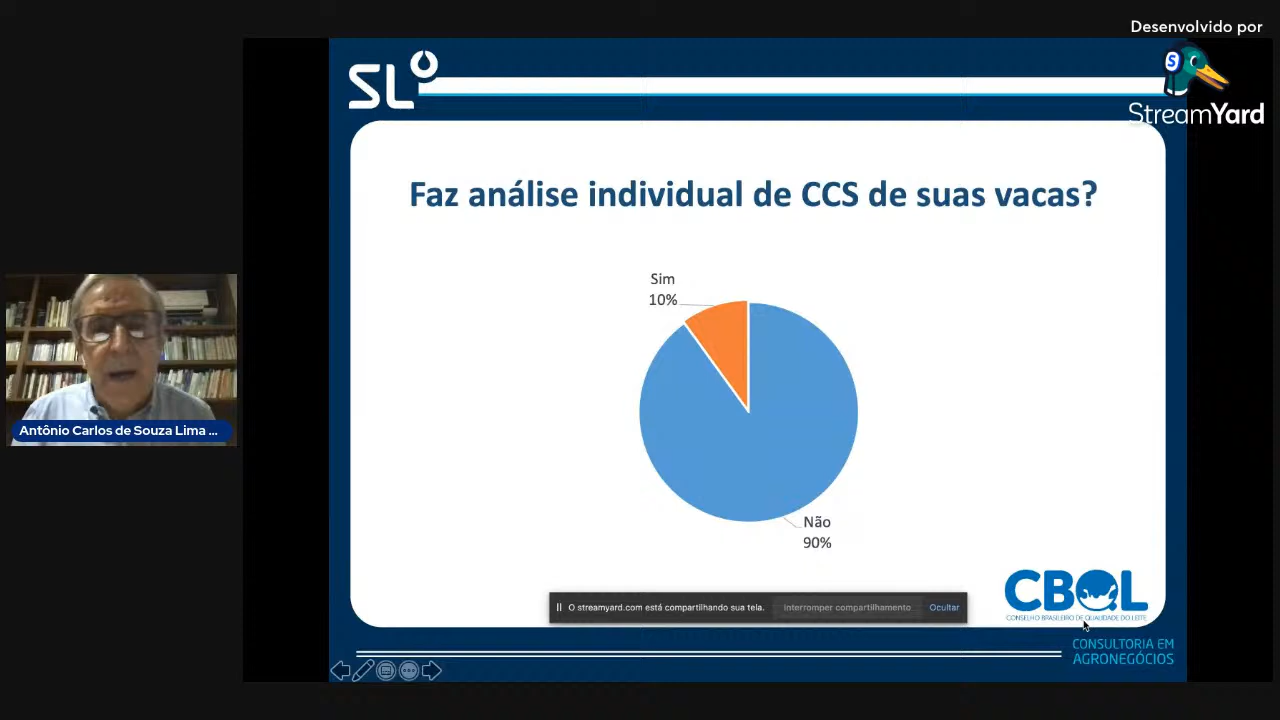 Desenvolvido por
S
StreamYard
SL
Faz análise individual de CCS de suas vacas?
Sim
10%
Não
90%
Antônio Carlos de Souza Lima ...
O streamyard.com está compartilhando sua tela.
Interromper compartilhamento
Ocultar
CBQL
CONSELHO BRASILEIRO DE QUALIDADE DO LEITE
CONSULTORIA EM
AGRONEGÓCIOS